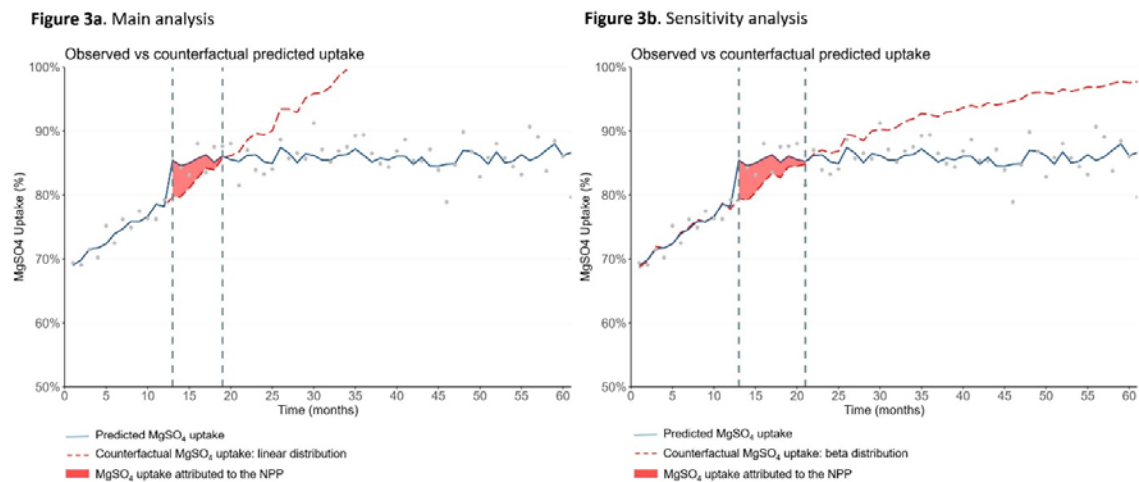 Figure 3a. Main analysis
Observed vs counterfactual predicted uptake
100%
90%
80%
70%
60%
50%
MgSO4 Uptake (%)
0 5 10 15 20 25 30 35 40 45 50 55 60
Time (months)
Predicted MgSO₄ uptake
Counterfactual MgSO₄ uptake: linear distribution
MgSO₄ uptake attributed to the NPP
Figure 3b. Sensitivity analysis
Observed vs counterfactual predicted uptake
100%
90%
80%
70%
60%
50%
MgSO4 Uptake (%)
0 5 10 15 20 25 30 35 40 45 50 55 60
Time (months)
Predicted MgSO₄ uptake
Counterfactual MgSO₄ uptake: beta distribution
MgSO₄ uptake attributed to the NPP